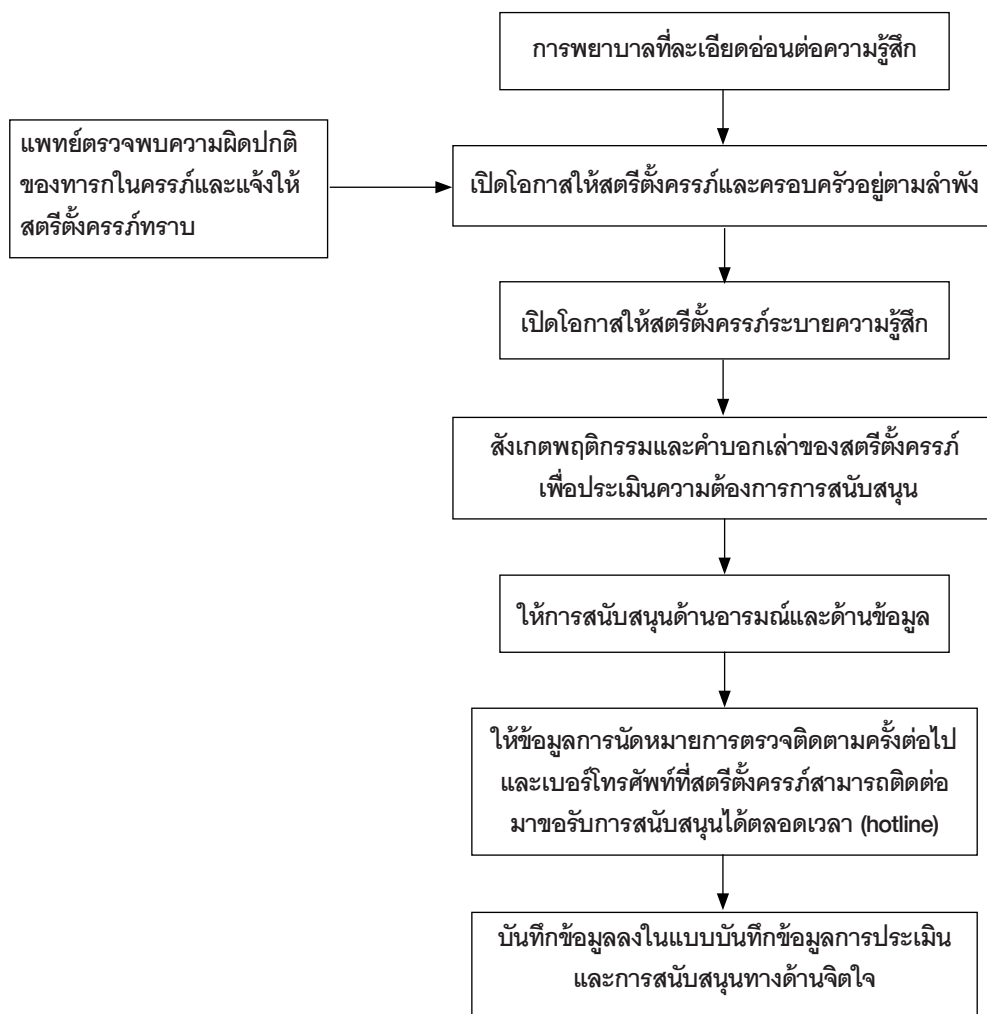 การพยาบาลที่ละเอียดอ่อนต่อความรู้สึก
แพทย์ตรวจพบความผิดปกติ
ของทารกในครรภ์และแจ้งให้
สตรีตั้งครรภ์ทราบ
เปิดโอกาสให้สตรีตั้งครรภ์และครอบครัวอยู่ตามลำพัง
เปิดโอกาสให้สตรีตั้งครรภ์ระบายความรู้สึก
สังเกตพฤติกรรมและคำบอกเล่าของสตรีตั้งครรภ์
เพื่อประเมินความต้องการการสนับสนุน
ให้การสนับสนุนด้านอารมณ์และด้านข้อมูล
ให้ข้อมูลการนัดหมายการตรวจติดตามครั้งต่อไป
และเบอร์โทรศัพท์ที่สตรีตั้งครรภ์สามารถติดต่อ
มาขอรับการสนับสนุนได้ตลอดเวลา (hotline)
บันทึกข้อมูลลงในแบบบันทึกข้อมูลการประเมิน
และการสนับสนุนทางด้านจิตใจ